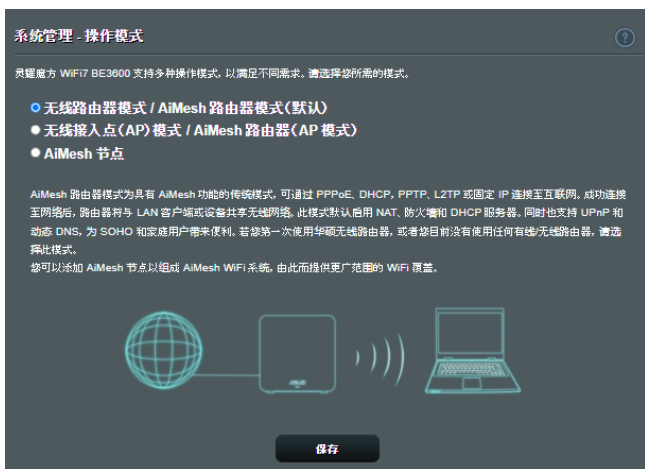 系统管理 - 操作模式
?
灵耀魔方 WiFi7 BE3600 支持多种操作模式, 以满足不同需求。请选择您所需的模式。
无线路由器模式 / AiMesh 路由器模式(默认)
无线接入点(AP) 模式 / AiMesh 路由器(AP 模式)
AiMesh 节点
AiMesh 路由器模式为具有 AiMesh 功能的传统模式, 可通过 PPPoE、DHCP、PPTP、L2TP 或固定 IP 连接至互联网。成功连接
至网络后, 路由器将与 LAN 客户端或设备共享无线网络。此模式默认启用 NAT、防火墙和 DHCP 服务器。同时也支持 UPnP 和
动态 DNS, 为 SOHO 和家庭用户带来便利。若您第一次使用华硕无线路由器, 或者您目前没有使用任何有线/无线路由器, 请选
择此模式。
您可以添加 AiMesh 节点以组成 AiMesh WiFi 系统, 由此而提供更广范围的 WiFi 覆盖。
ASUS
保存